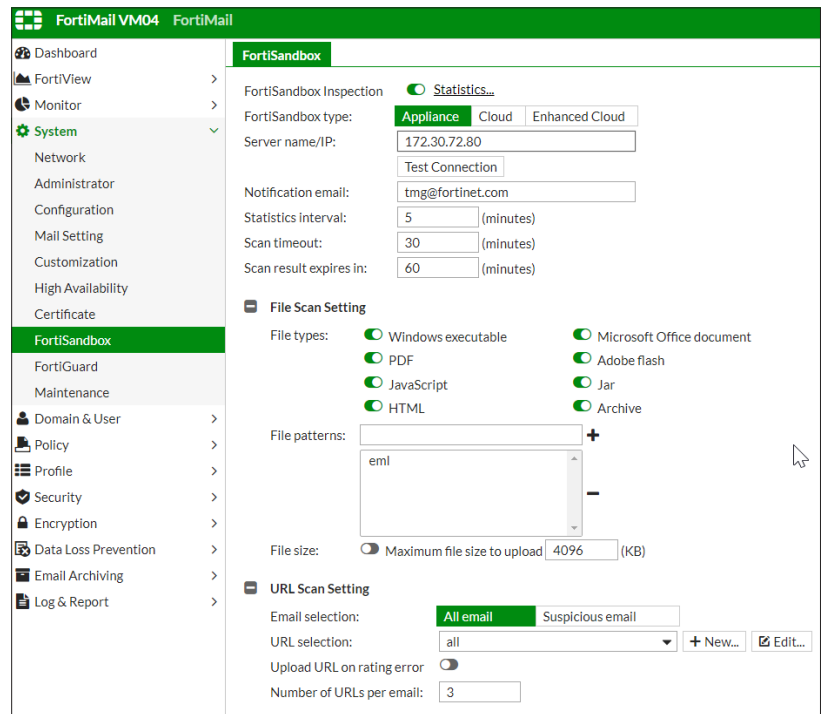 FortiMail VM04 FortiMail
Dashboard
FortiView
Monitor
System
Network
Administrator
Configuration
Mail Setting
Customization
High Availability
Certificate
FortiSandbox
FortiGuard
Maintenance
Domain & User
Policy
Profile
Security
Encryption
Data Loss Prevention
Email Archiving
Log & Report
FortiSandbox
FortiSandbox Inspection Statistics...
FortiSandbox type: Appliance Cloud Enhanced Cloud
Server name/IP: 172.30.72.80
Test Connection
Notification email: tmg@fortinet.com
Statistics interval: 5 (minutes)
Scan timeout: 30 (minutes)
Scan result expires in: 60 (minutes)
File Scan Setting
File types: Windows executable Microsoft Office document
PDF Adobe flash
JavaScript Jar
HTML Archive
File patterns:
eml
File size: Maximum file size to upload 4096 (KB)
URL Scan Setting
Email selection: All email Suspicious email
URL selection: all New... Edit...
Upload URL on rating error
Number of URLs per email: 3